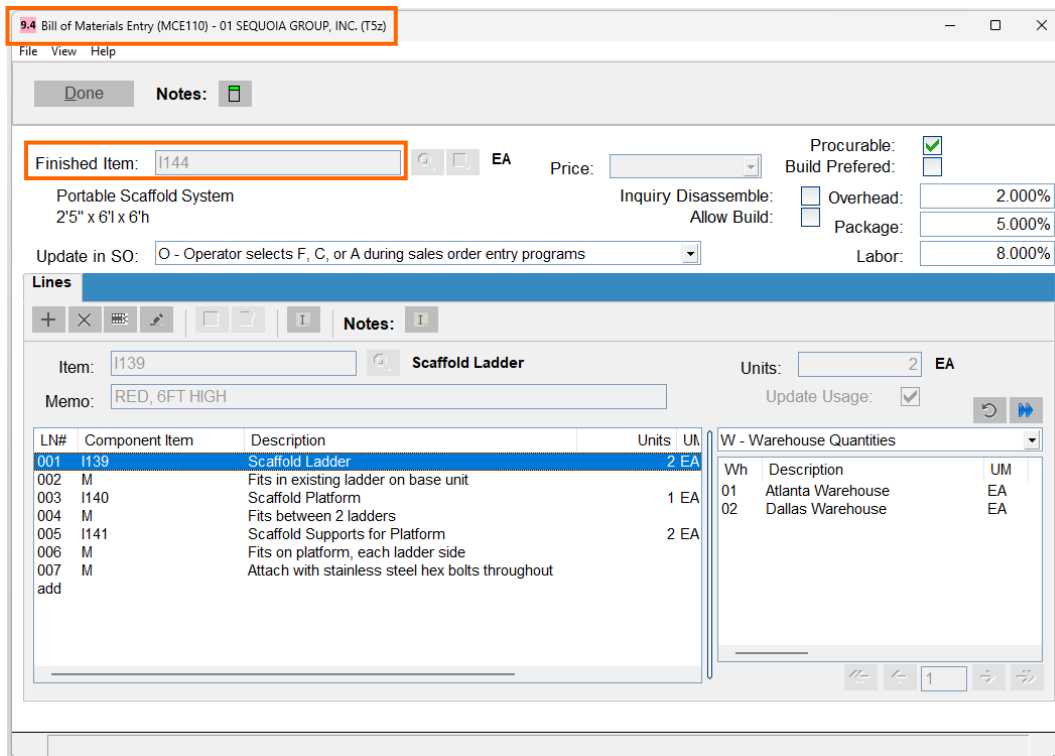 9.4 Bill of Materials Entry (MCE110) - 01 SEQUOIA GROUP, INC. (T5z)
File View Help
Done Notes:
Finished Item: I144 EA Price: Procurable:
Build Prefered:
Portable Scaffold System Inquiry Disassemble: Overhead: 2.000%
2'5" x 6'l x 6'h Allow Build: Package: 5.000%
Update in SO: O - Operator selects F, C, or A during sales order entry programs Labor: 8.000%
Lines
Notes:
Item: I139 Scaffold Ladder Units: 2 EA
Memo: RED, 6FT HIGH Update Usage:
LN# Component Item Description Units UM W - Warehouse Quantities
001 I139 Scaffold Ladder 2 EA
002 M Fits in existing ladder on base unit
003 I140 Scaffold Platform 1 EA
004 M Fits between 2 ladders
005 I141 Scaffold Supports for Platform 2 EA
006 M Fits on platform, each ladder side
007 M Attach with stainless steel hex bolts throughout
add
Wh Description UM
01 Atlanta Warehouse EA
02 Dallas Warehouse EA
1